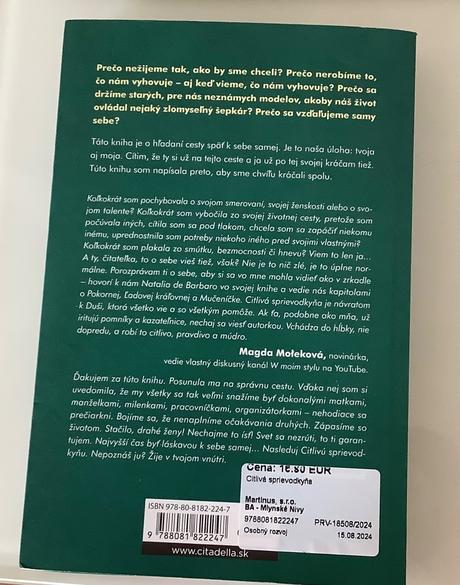 Prečo nežijeme tak, ako by sme chceli? Prečo nerobíme to,
čo nám vyhovuje – aj keď vieme, čo nám vyhovuje? Prečo sa
držíme starých, pre nás neznámych modelov, akoby náš život
ovládal nejaký zlomyseľný šepkár? Prečo sa vzďaľujeme samy
sebe?
Táto kniha je o hľadaní cesty späť k sebe samej. Je to naša úloha: tvoja
aj moja. Cítim, že ty si už na tejto ceste a ja už po tej svojej kráčam tiež.
Túto knihu som napísala preto, aby sme chvíľu kráčali spolu.
Koľkokrát som pochybovala o svojom smerovaní, svojej ženskosti alebo o svo-
jom talente? Koľkokrát som vybočila zo svojej životnej cesty, pretože som
počúvala iných, cítila som sa pod tlakom, chcela som sa zapáčiť niekomu
inému, uprednostnila som potreby niekoho iného pred svojimi vlastnými?
Koľkokrát som plakala zo smútku, bezmocnosti či hnevu? Viem to len ja...
A ty, čitateľka, to o sebe vieš tiež, však? Nie je to nič zlé, je to úplne nor-
málne. Porozprávam ti o sebe, aby si sa vo mne mohla vidieť ako v zrkadle
– hovorí k nám Natalia de Barbaro vo svojej knihe a vedie nás kapitolami
o Pokornej, Ľadovej kráľovnej a Mučeníčke. Citlivá sprievodkyňa je návratom
k Duši, ktorá všetko vie a so všetkým pomôže. Ak ťa, podobne ako mňa, už
iritujú pomníky a kazateľnice, nechaj sa viesť autorkou. Vchádza do hĺbky, nie
dopredu, a robí to citlivo, pravdivo a múdro.
Magda Moleková, novinárka,
vedie vlastný diskusný kanál W moim stylu na YouTube.
Ďakujem za túto knihu. Posunula ma na správnu cestu. Vďaka nej som si
uvedomila, že my všetky sa tak veľmi snažíme byť dokonalými matkami,
manželkami, milenkami, pracovníčkami, organizátorkami – nehodiace sa
prečiarkni. Bojíme sa, že nenaplníme očakávania druhých. Zápasíme so
životom. Stačilo, drahé ženy! Nechajme to ísť! Svet sa nezrúti, to ti garan-
tujem. Najvyšší čas byť láskavou k sebe samej... Nasleduj Citlivú sprievod-
kyňu. Nepoznáš ju? Žije v tvojom vnútri.
Cena: 16.80 EUR
Citlivá sprievodkyňa
Martinus, s.r.o.
BA - Mlynské Nivy
9788081822247 PRV-18508/2024
Osobný rozvoj 15.08.2024
ISBN 978-80-8182-224-7
9 788081 822247
www.citadella.sk